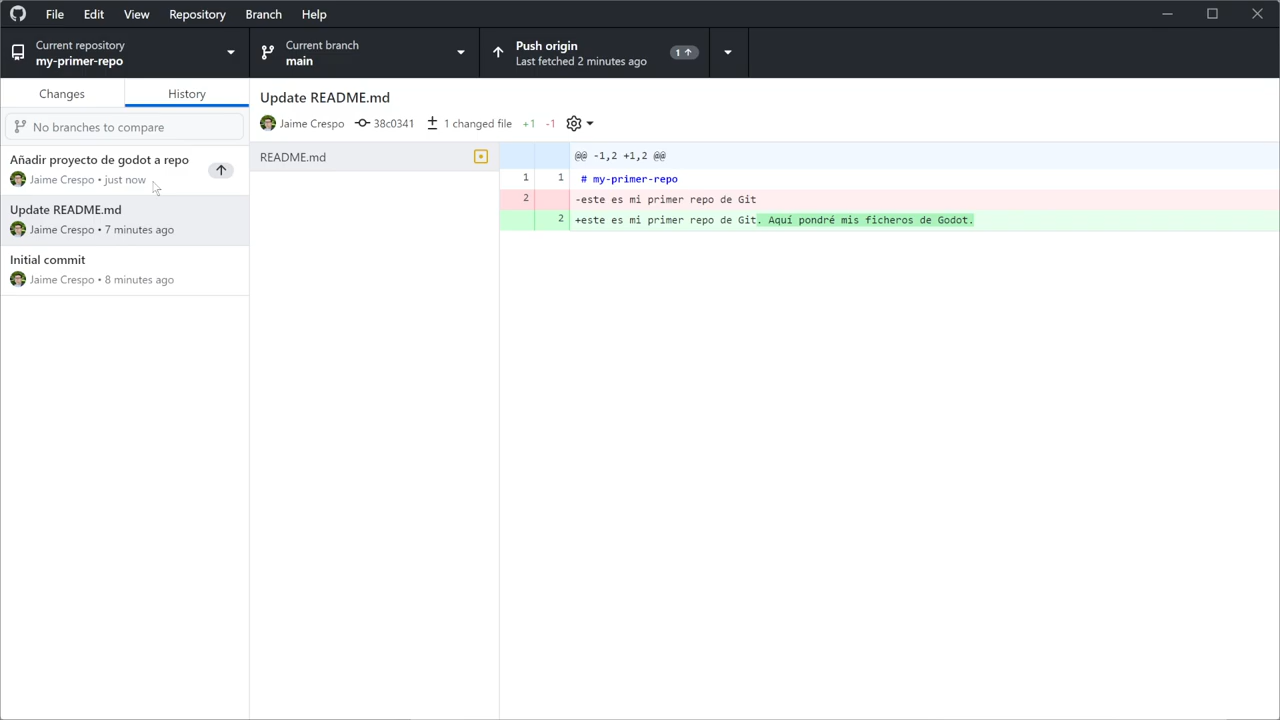 File Edit View Repository Branch Help
Current repository
my-primer-repo
Current branch
main
Push origin
Last fetched 2 minutes ago
1
Changes History
No branches to compare
Añadir proyecto de godot a repo
Jaime Crespo • just now
Update README.md
Jaime Crespo • 7 minutes ago
Initial commit
Jaime Crespo • 8 minutes ago
Update README.md
Jaime Crespo 38c0341 1 changed file +1 -1
README.md
@@ -1,2 +1,2 @@
1 1 # my-primer-repo
2 -este es mi primer repo de Git
2 +este es mi primer repo de Git. Aquí pondré mis ficheros de Godot.